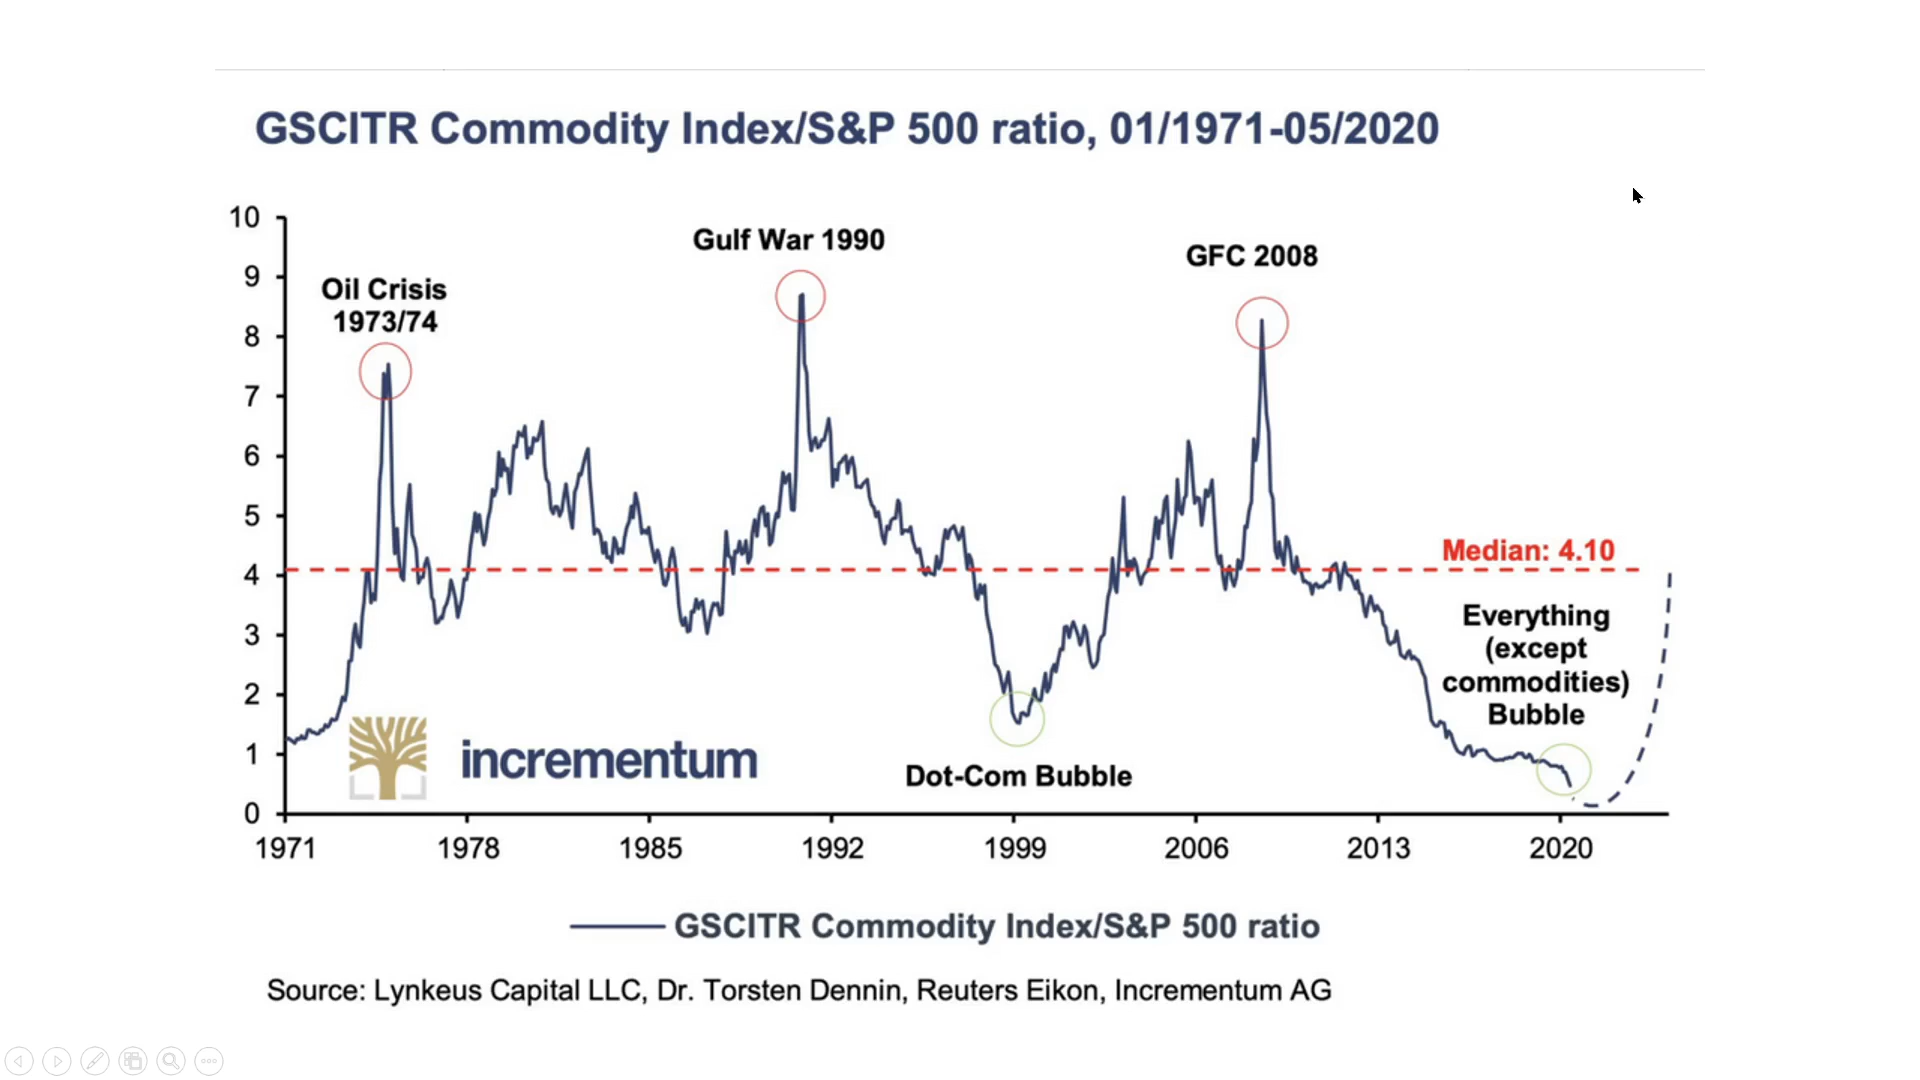 GSCITR Commodity Index/S&P 500 ratio, 01/1971-05/2020
10
9
8
7
6
5
4
3
2
1
0
Oil Crisis
1973/74
Gulf War 1990
GFC 2008
Median: 4.10
Everything
(except
commodities)
Bubble
Dot-Com Bubble
incrementum
1971
1978
1985
1992
1999
2006
2013
2020
GSCITR Commodity Index/S&P 500 ratio
Source: Lynkeus Capital LLC, Dr. Torsten Dennin, Reuters Eikon, Incrementum AG